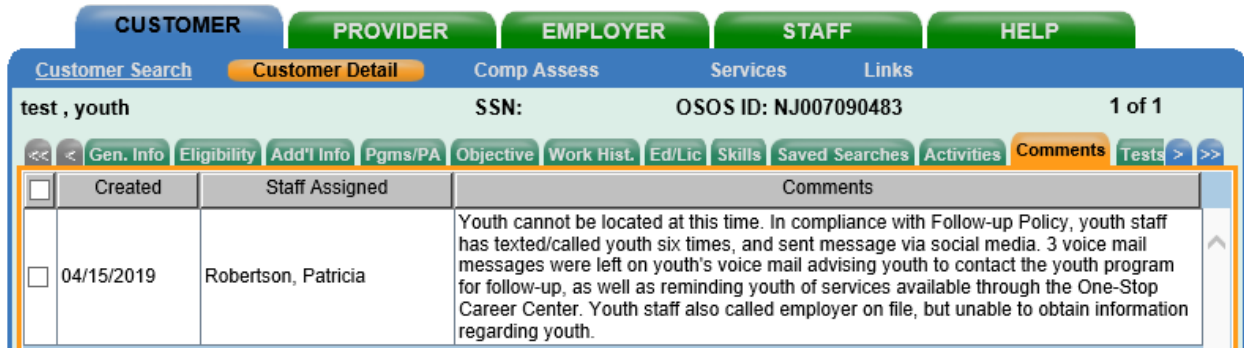 CUSTOMER PROVIDER EMPLOYER STAFF HELP
Customer Search Customer Detail Comp Assess Services Links
test , youth SSN: OSOS ID: NJ007090483 1 of 1
<< < Gen. Info Eligibility Add'l Info Pgms/PA Objective Work Hist. Ed/Lic Skills Saved Searches Activities Comments Tests > >>
Created Staff Assigned Comments
04/15/2019 Robertson, Patricia
Youth cannot be located at this time. In compliance with Follow-up Policy, youth staff
has texted/called youth six times, and sent message via social media. 3 voice mail
messages were left on youth's voice mail advising youth to contact the youth program
for follow-up, as well as reminding youth of services available through the One-Stop
Career Center. Youth staff also called employer on file, but unable to obtain information
regarding youth.